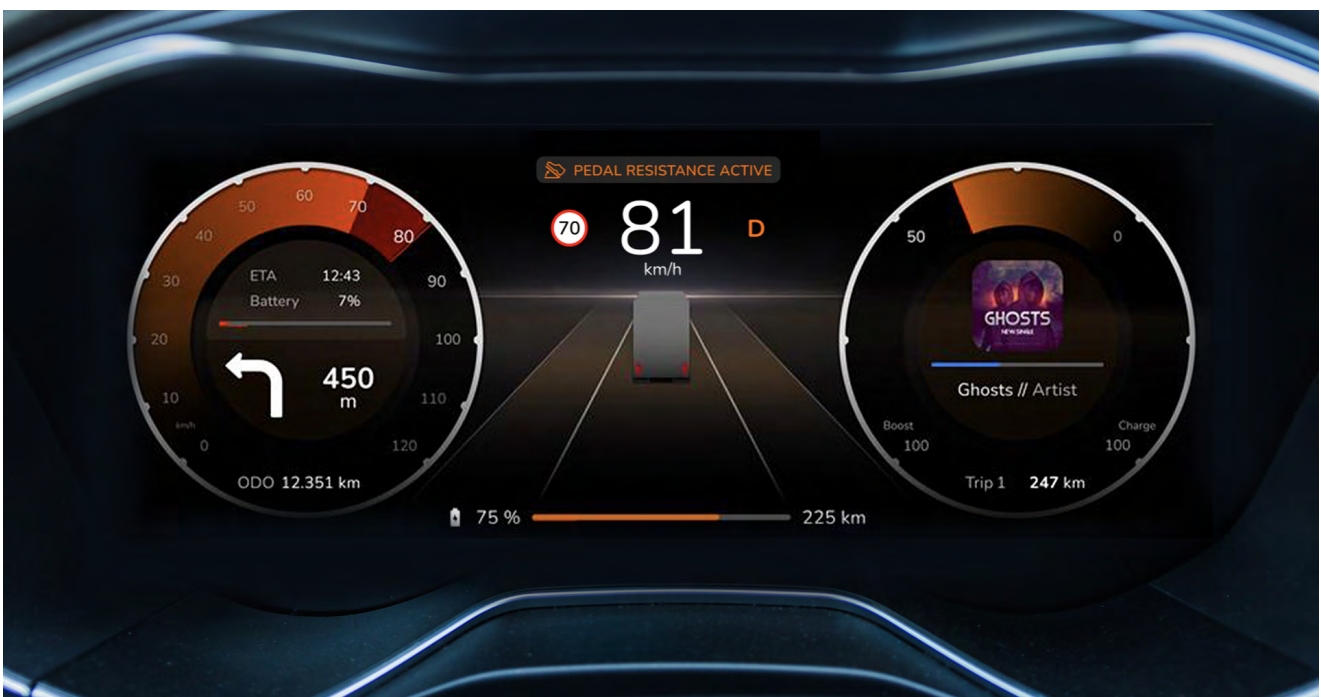 PEDAL RESISTANCE ACTIVE
70
81
D
km/h
0
10
20
30
40
50
60
70
80
90
100
110
120
km/h
ETA 12:43
Battery 7%
450
m
ODO 12.351 km
50
0
GHOSTS
NEW SINGLE
Ghosts // Artist
Boost
100
Charge
100
Trip 1 247 km
75 %
225 km